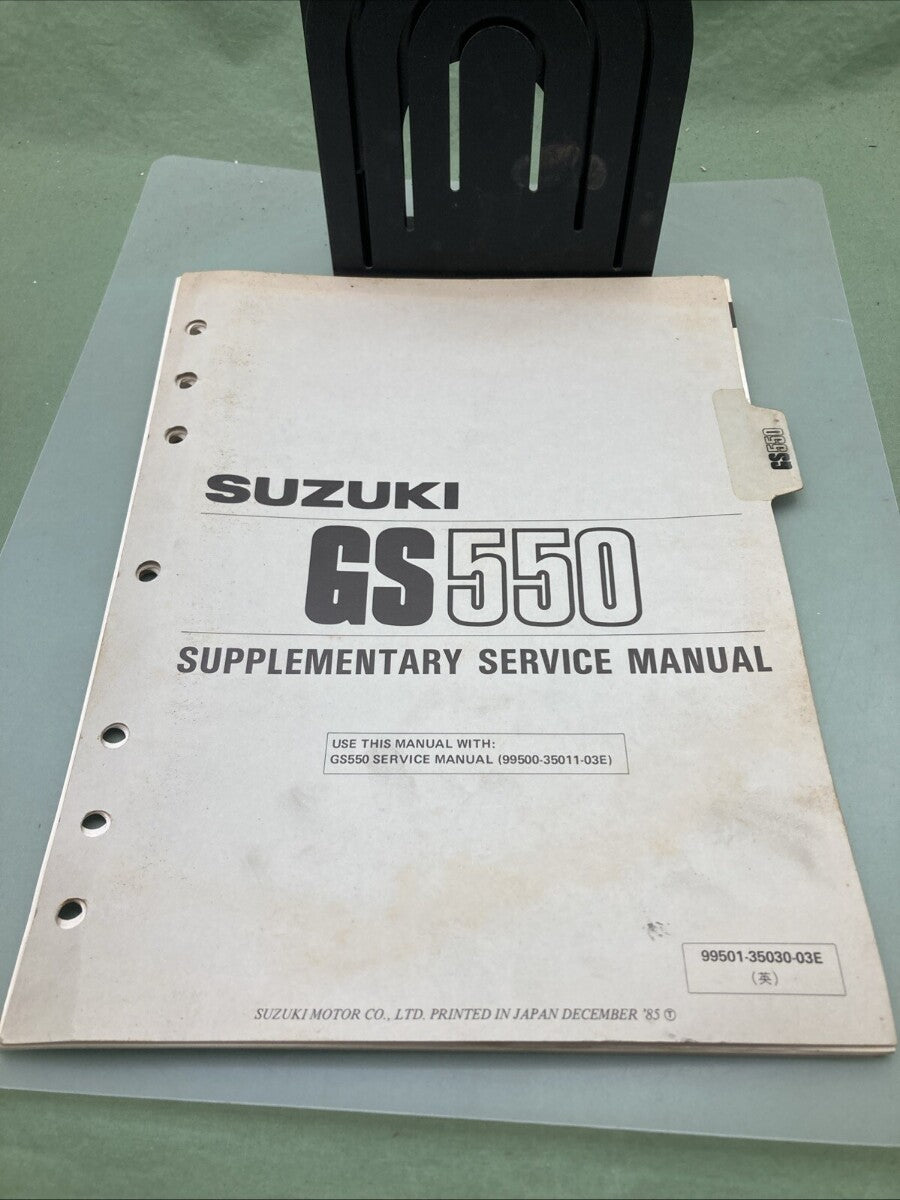 SUZUKI
GS550
GS550
SUPPLEMENTARY SERVICE MANUAL
USE THIS MANUAL WITH:
GS550 SERVICE MANUAL (99500-35011-03E)
99501-35030-03E
(英)
SUZUKI MOTOR CO., LTD. PRINTED IN JAPAN DECEMBER '85 Ⓣ